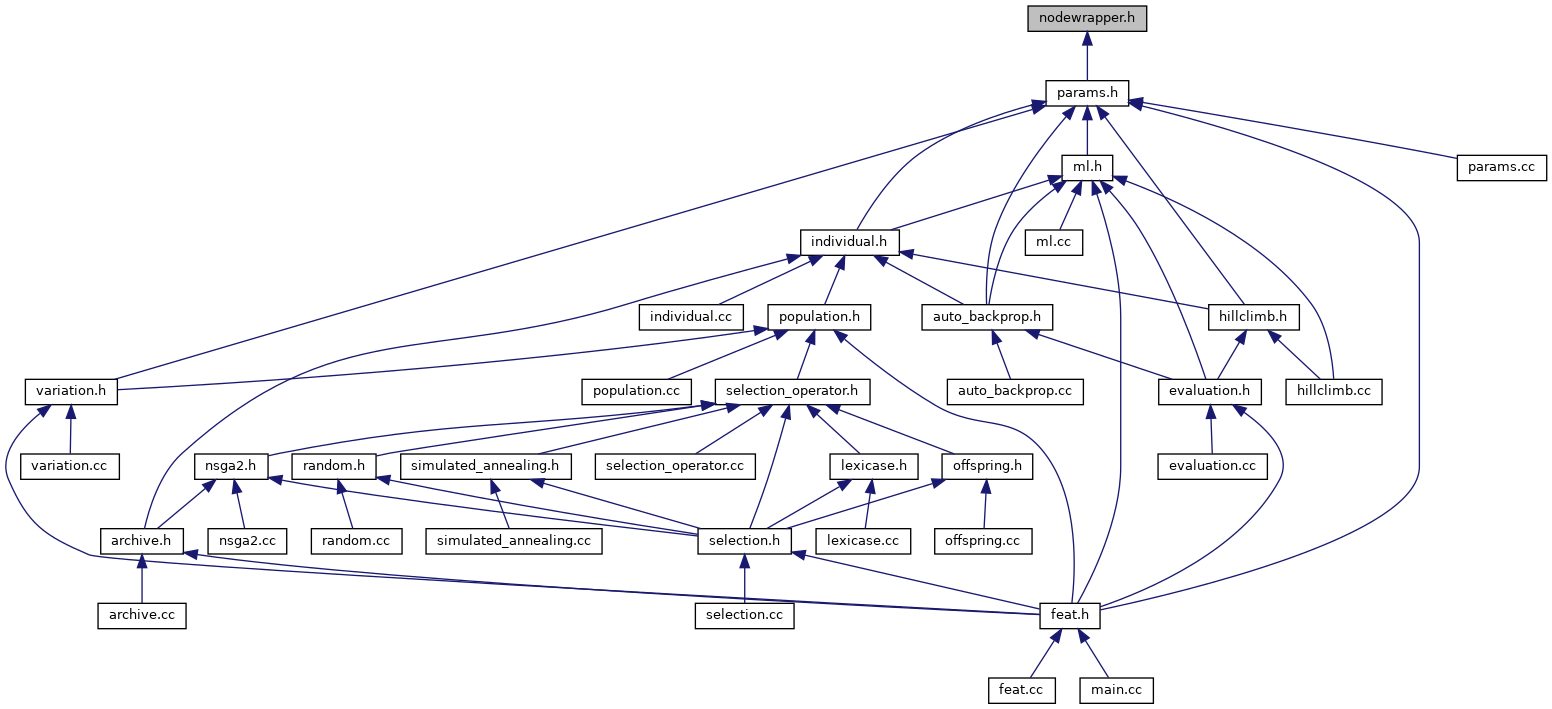 nodewrapper.h
params.h
ml.h
params.cc
individual.h
ml.cc
individual.cc
population.h
auto_backprop.h
hillclimb.h
variation.h
population.cc
selection_operator.h
auto_backprop.cc
evaluation.h
hillclimb.cc
variation.cc
nsga2.h
random.h
simulated_annealing.h
selection_operator.cc
lexicase.h
offspring.h
evaluation.cc
archive.h
nsga2.cc
random.cc
simulated_annealing.cc
selection.h
lexicase.cc
offspring.cc
archive.cc
selection.cc
feat.h
feat.cc
main.cc